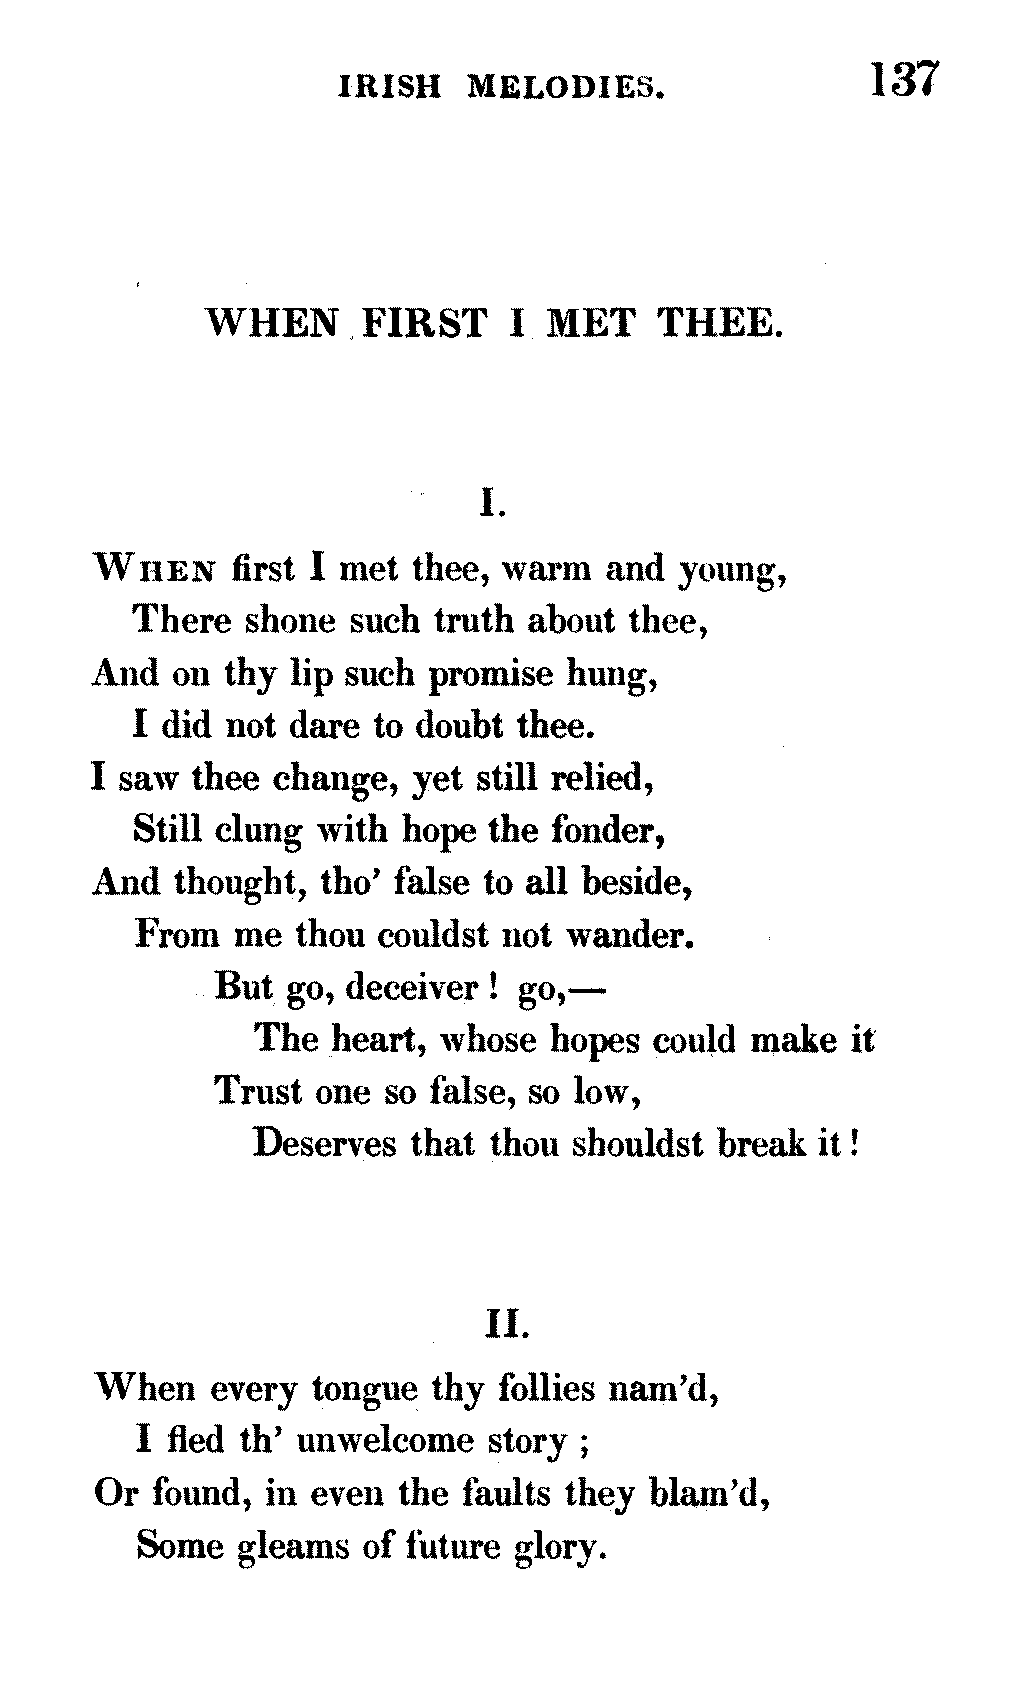 IRISH MELODIES. 137
WHEN FIRST I MET THEE.
I.
WHEN first I met thee, warm and young,
There shone such truth about thee,
And on thy lip such promise hung,
I did not dare to doubt thee.
I saw thee change, yet still relied,
Still clung with hope the fonder,
And thought, tho' false to all beside,
From me thou couldst not wander.
But go, deceiver! go,—
The heart, whose hopes could make it
Trust one so false, so low,
Deserves that thou shouldst break it!
II.
When every tongue thy follies nam'd,
I fled th' unwelcome story;
Or found, in even the faults they blam'd,
Some gleams of future glory.